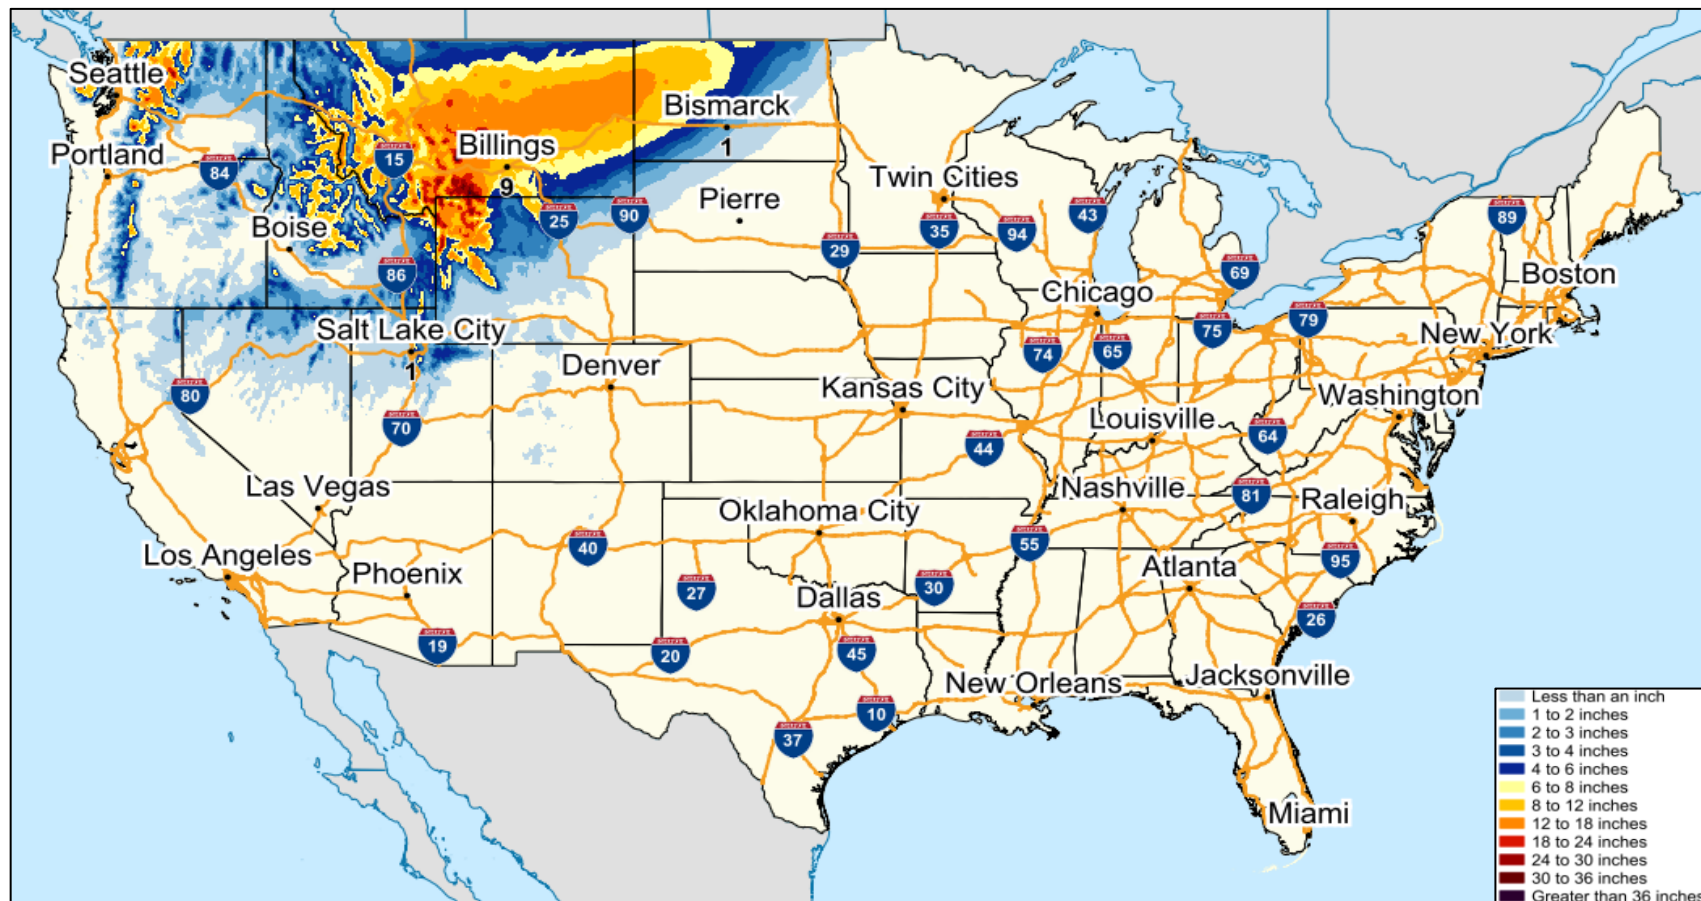 Seattle
Portland
84
Boise
15
86
Billings
9
Bismarck
1
25
90
Pierre
Twin Cities
29
35
94
43
Chicago
69
89
Boston
79
New York
75
74
65
Salt Lake City
1
Denver
80
70
Kansas City
44
Louisville
64
Washington
Las Vegas
Nashville
81
Raleigh
Oklahoma City
40
55
95
Los Angeles
Phoenix
27
30
Atlanta
Dallas
26
19
20
45
New Orleans
Jacksonville
10
37
Miami
Less than an inch
1 to 2 inches
2 to 3 inches
3 to 4 inches
4 to 6 inches
6 to 8 inches
8 to 12 inches
12 to 18 inches
18 to 24 inches
24 to 30 inches
30 to 36 inches
Greater than 36 inches